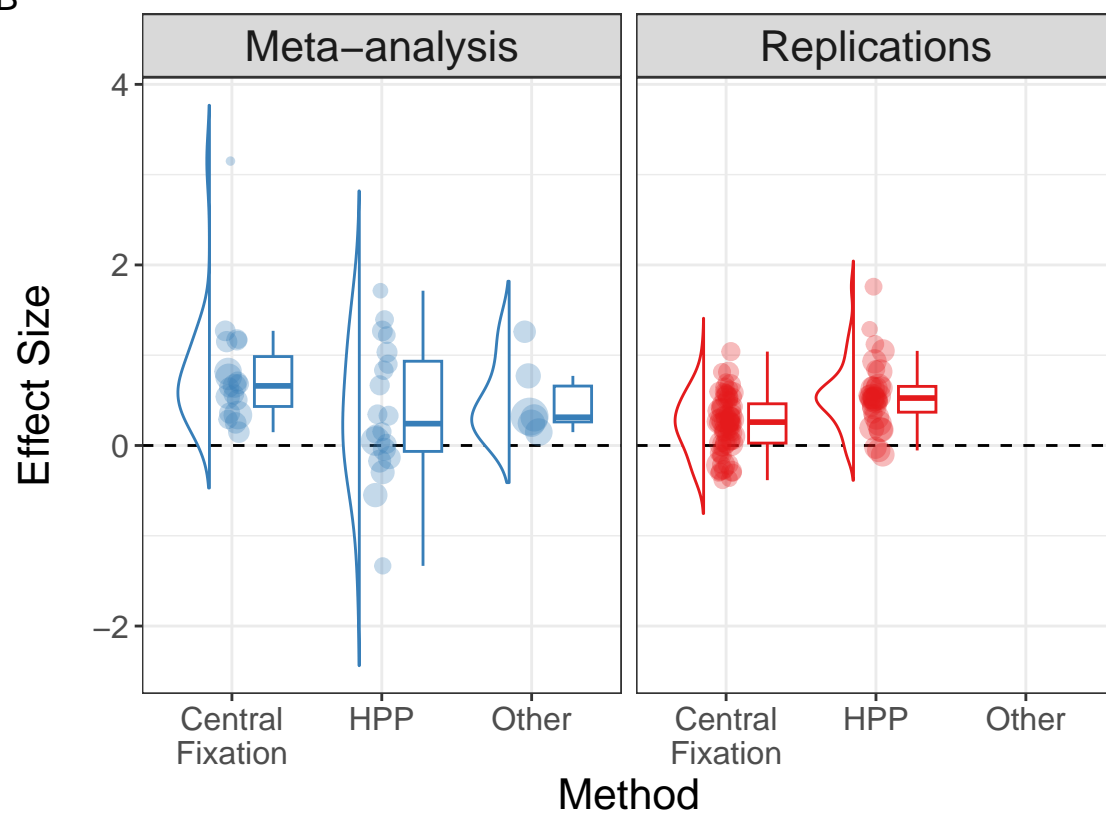 B
Meta−analysis Replications
4
2
0
−2
Effect Size
Central Fixation HPP Other Central Fixation HPP Other
Method